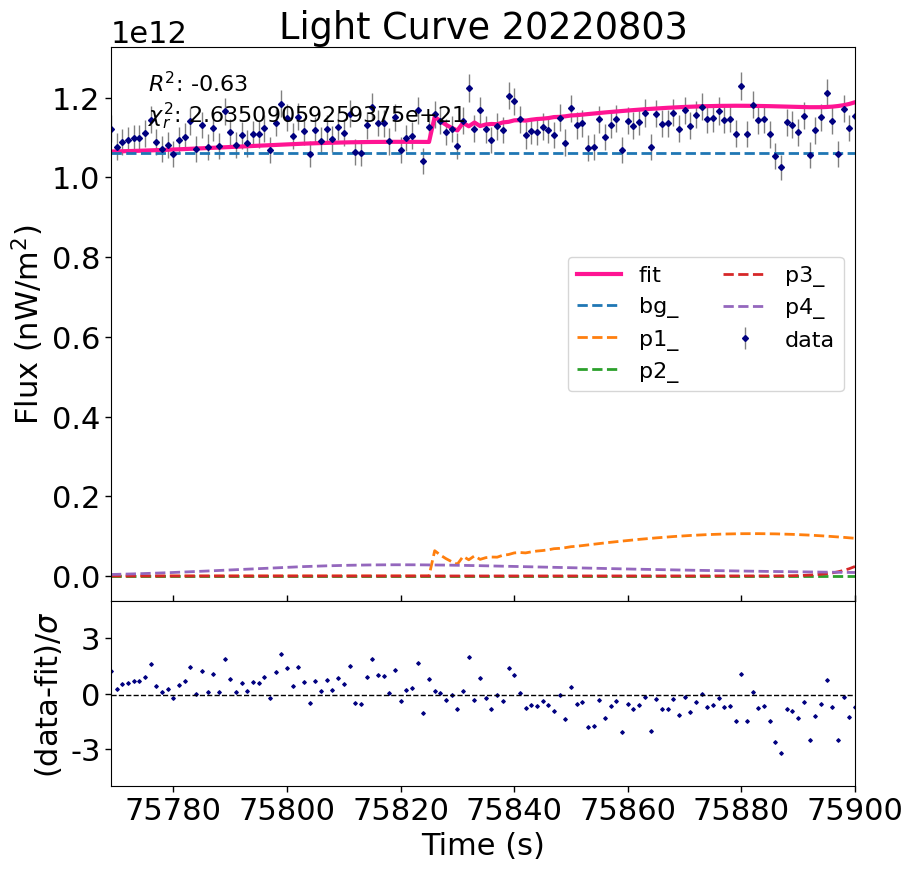 Light Curve 20220803
1e12
R²: -0.63
χ²ᵣ: 2.63509059259375e+21
1.2
1.0
0.8
0.6
0.4
0.2
0.0
Flux (nW/m²)
fit
bg_
p1_
p2_
p3_
p4_
data
3
0
-3
(data-fit)/σ
75780 75800 75820 75840 75860 75880 75900
Time (s)